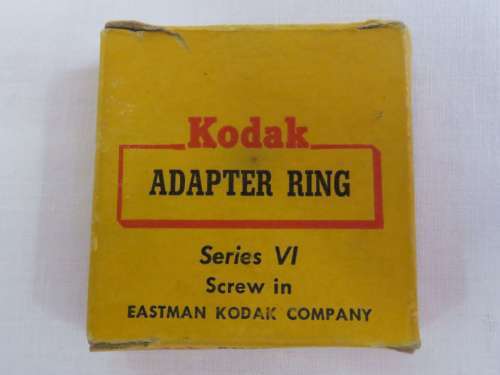 Kodak
ADAPTER RING
Series VI
Screw in
EASTMAN KODAK COMPANY